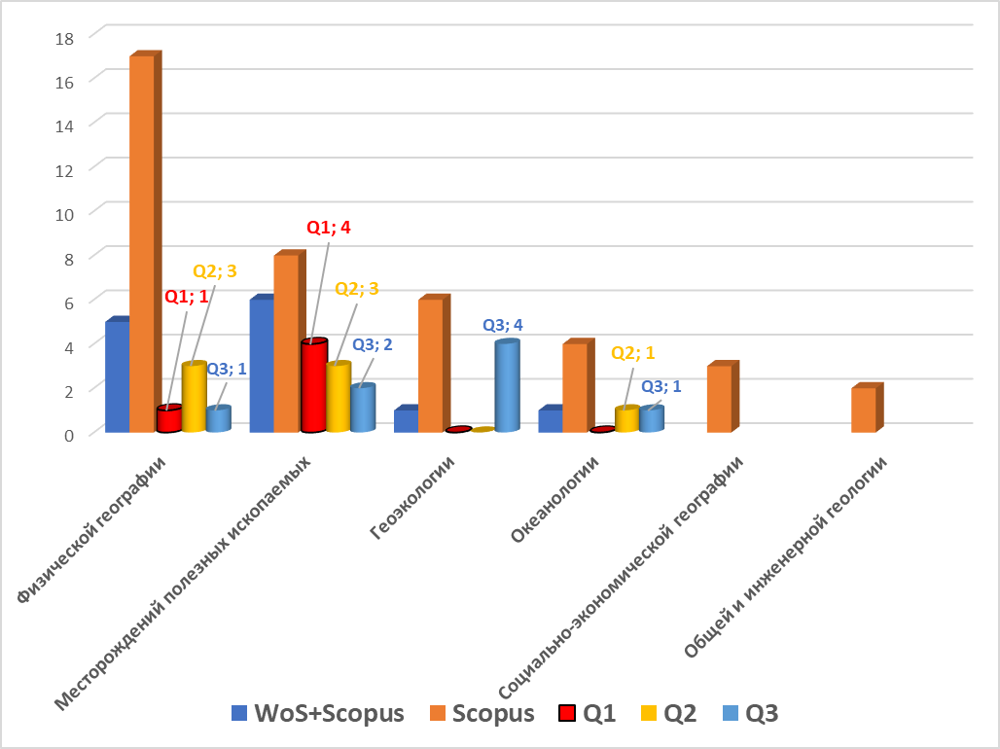 18
16
14
12
10
8
6
4
2
0
Q1; 1
Q2; 3
Q3; 1
Q1; 4
Q2; 3
Q3; 2
Q3; 4
Q2; 1
Q3; 1
Физической географии
Месторождений полезных ископаемых
Геоэкологии
Океанологии
Социально-экономической географии
Общей и инженерной геологии
WoS+Scopus
Scopus
Q1
Q2
Q3